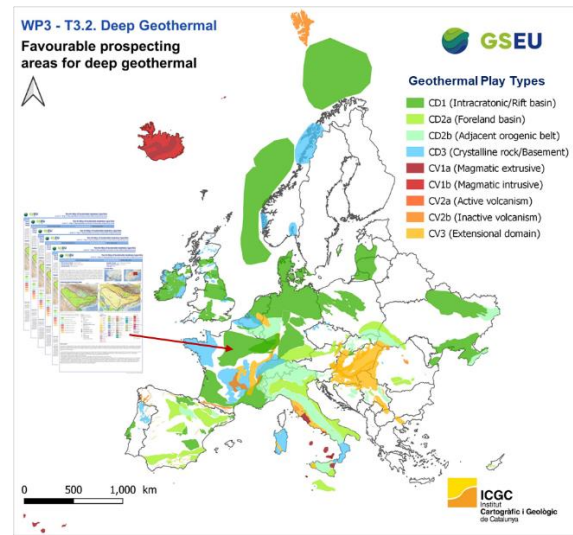 WP3 - T3.2. Deep Geothermal
Favourable prospecting
areas for deep geothermal
GSEU
Geothermal Play Types
CD1 (Intracratonic/Rift basin)
CD2a (Foreland basin)
CD2b (Adjacent orogenic belt)
CD3 (Crystalline rock/Basement)
CV1a (Magmatic extrusive)
CV1b (Magmatic intrusive)
CV2a (Active volcanism)
CV2b (Inactive volcanism)
CV3 (Extensional domain)
0 500 1,000 km
ICGC
Institut
Cartogràfic i Geològic
de Catalunya